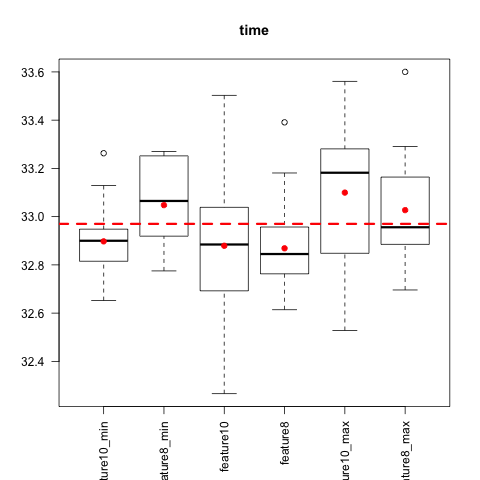 time
33.6
33.4
33.2
33.0
32.8
32.6
32.4
ture10_min
ature8_min
feature10
feature8
ure10_max
ature8_max